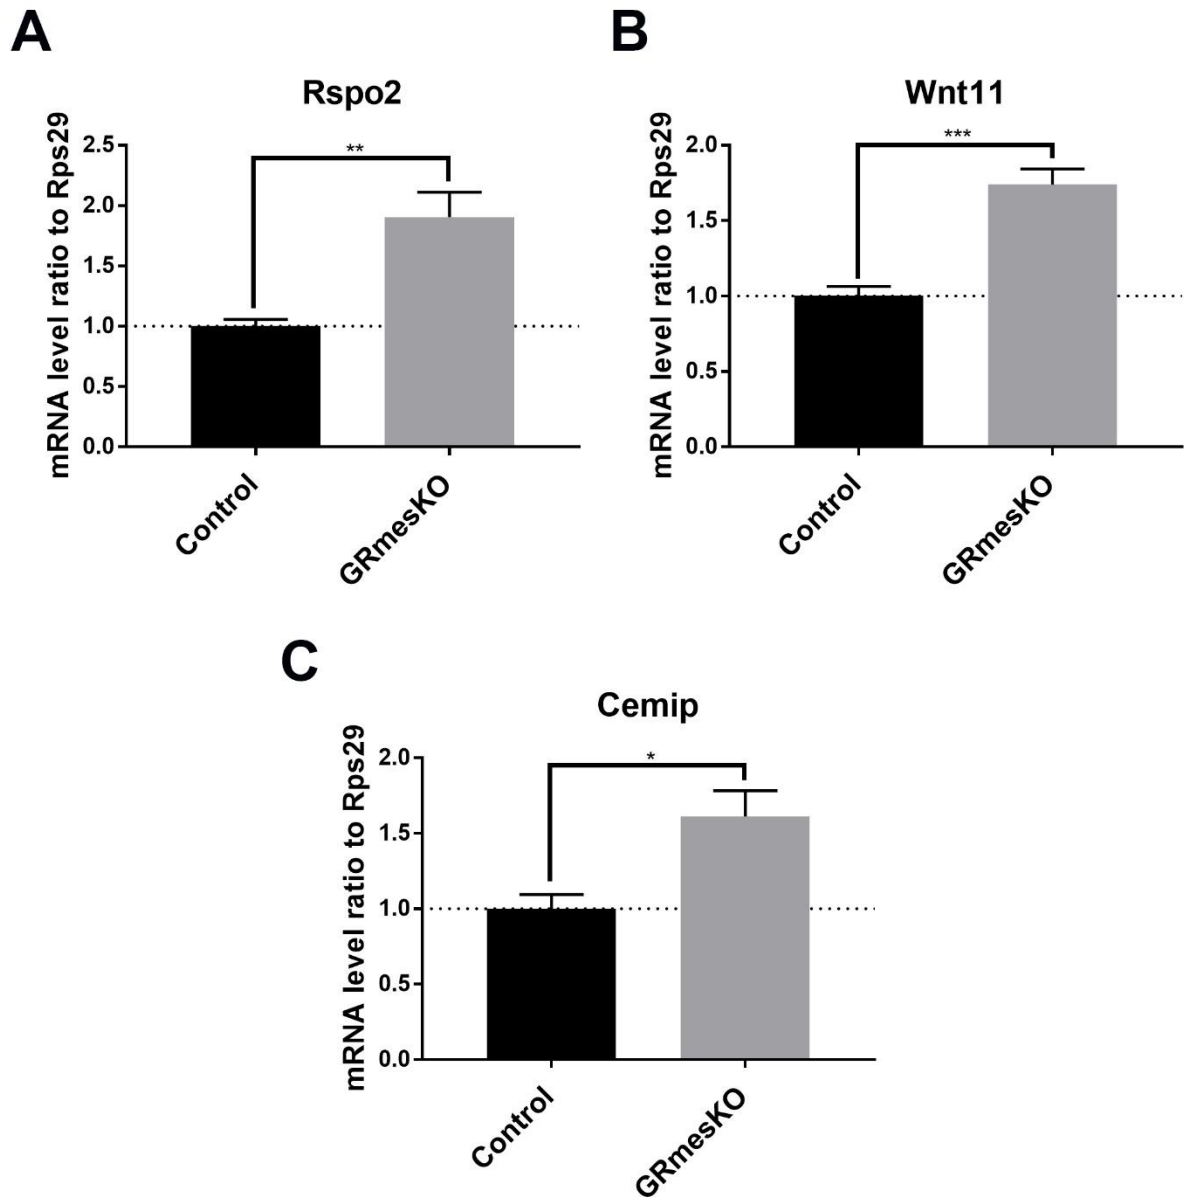 A
Rspo2
mRNA level ratio to Rps29
2.5
2.0
1.5
1.0
0.5
0.0
**
Control
GRmesKO
B
Wnt11
mRNA level ratio to Rps29
2.0
1.5
1.0
0.5
0.0
***
Control
GRmesKO
C
Cemip
mRNA level ratio to Rps29
2.0
1.5
1.0
0.5
0.0
*
Control
GRmesKO